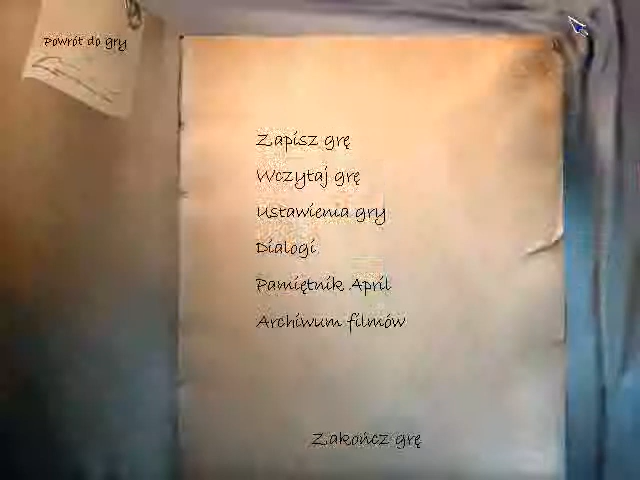 Powrót do gry
Zapisz grę
Wczytaj grę
Ustawienia gry
Dialogi
Pamiętnik April
Archiwum filmów
Zakończ grę